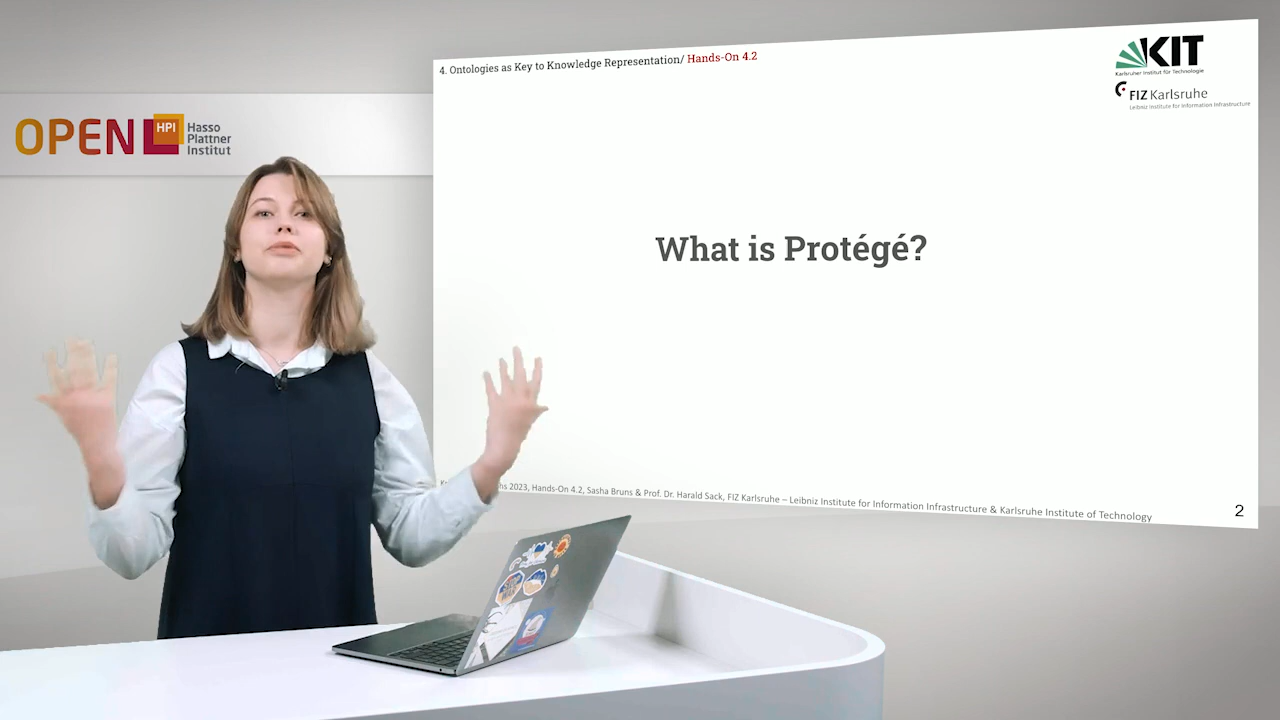 4. Ontologies as Key to Knowledge Representation/ Hands-On 4.2
KIT
Karlsruher Institut für Technologie
FIZ Karlsruhe
Leibniz Institute for Information Infrastructure
OPEN HPI
Hasso
Plattner
Institut
What is Protégé?
2023, Hands-On 4.2, Sasha Bruns & Prof. Dr. Harald Sack, FIZ Karlsruhe – Leibniz Institute for Information Infrastructure & Karlsruhe Institute of Technology
2